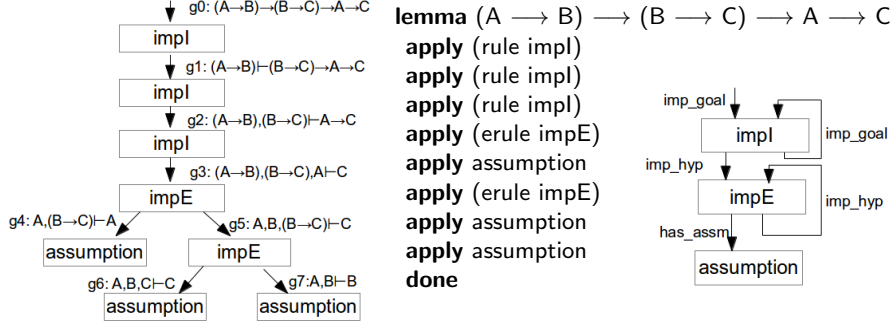 g0: (A→B)→(B→C)→A→C
impI
g1: (A→B)⊢(B→C)→A→C
impI
g2: (A→B),(B→C)⊢A→C
impI
g3: (A→B),(B→C),A⊢C
impE
g4: A,(B→C)⊢A
g5: A,B,(B→C)⊢C
assumption
impE
g6: A,B,C⊢C
g7:A,B⊢B
assumption
assumption
lemma (A ⟶ B) ⟶ (B ⟶ C) ⟶ A ⟶ C
apply (rule impI)
apply (rule impI)
apply (rule impI)
apply (erule impE)
apply assumption
apply (erule impE)
apply assumption
apply assumption
done
imp_goal
impI
imp_goal
imp_hyp
impE
imp_hyp
has_assm
assumption